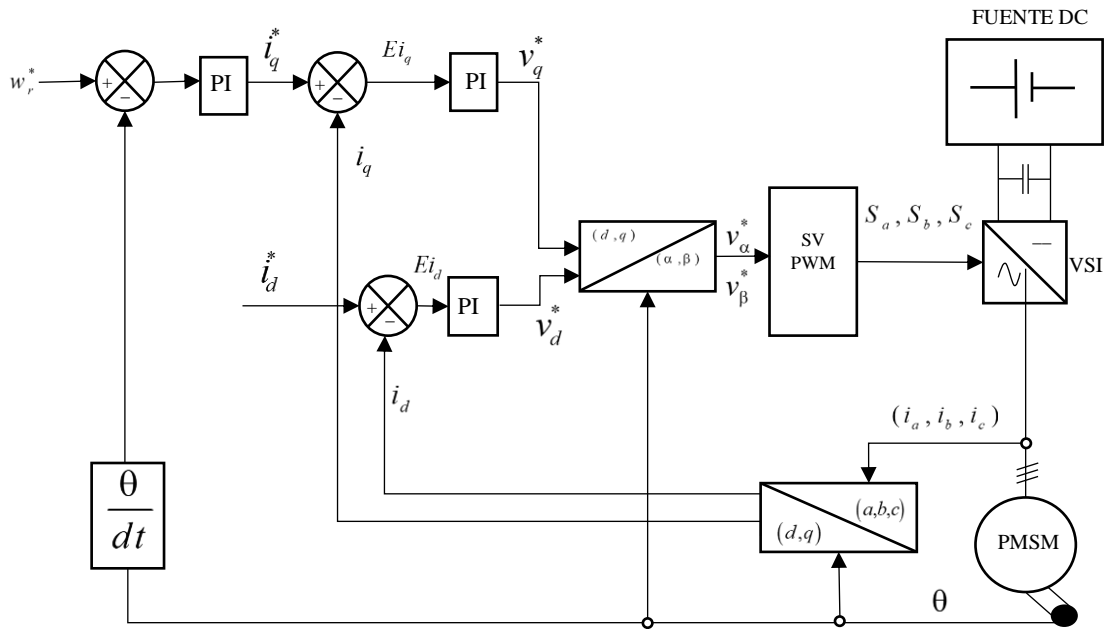 FUENTE DC
w_r^*
+
−
PI
i_q^*
+
−
Ei_q
PI
v_q^*
i_q
i_d^*
+
−
Ei_d
PI
v_d^*
i_d
(d,q)
(α,β)
v_α^*
v_β^*
SV
PWM
S_a, S_b, S_c
VSI
(i_a, i_b, i_c)
(a,b,c)
(d,q)
PMSM
θ
dt
θ